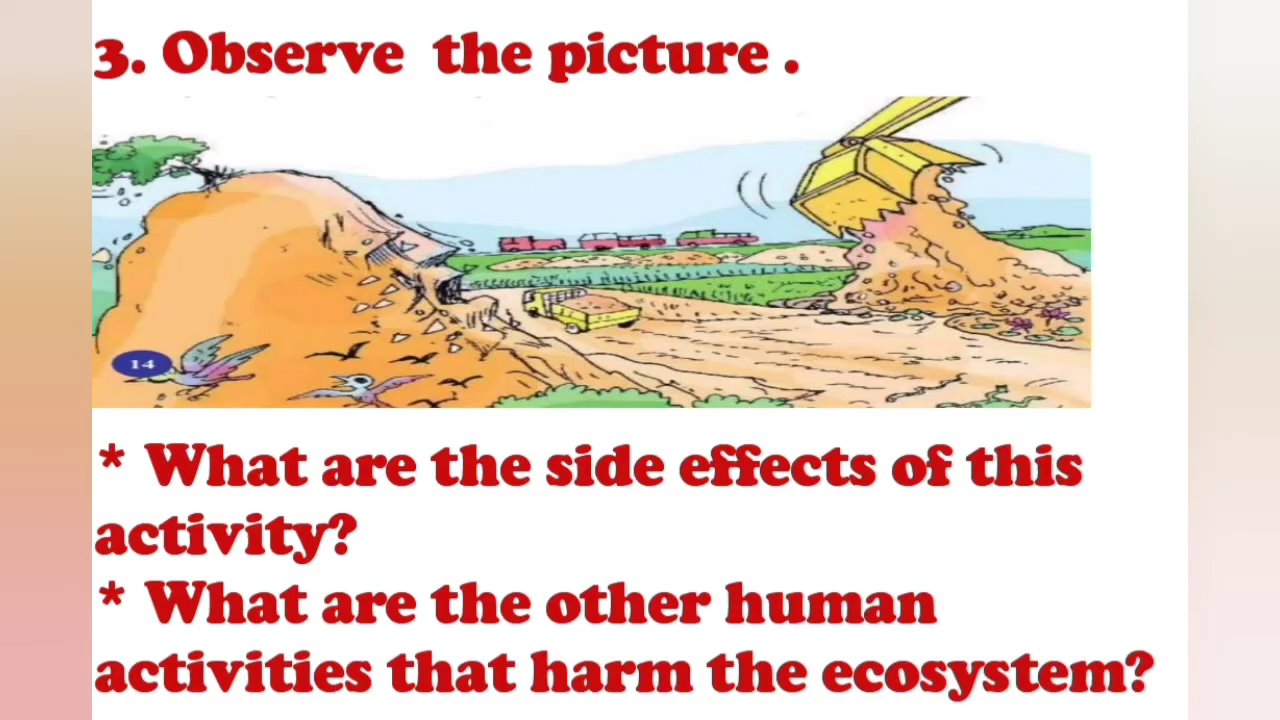 3. Observe the picture .
14
* What are the side effects of this
activity?
* What are the other human
activities that harm the ecosystem?